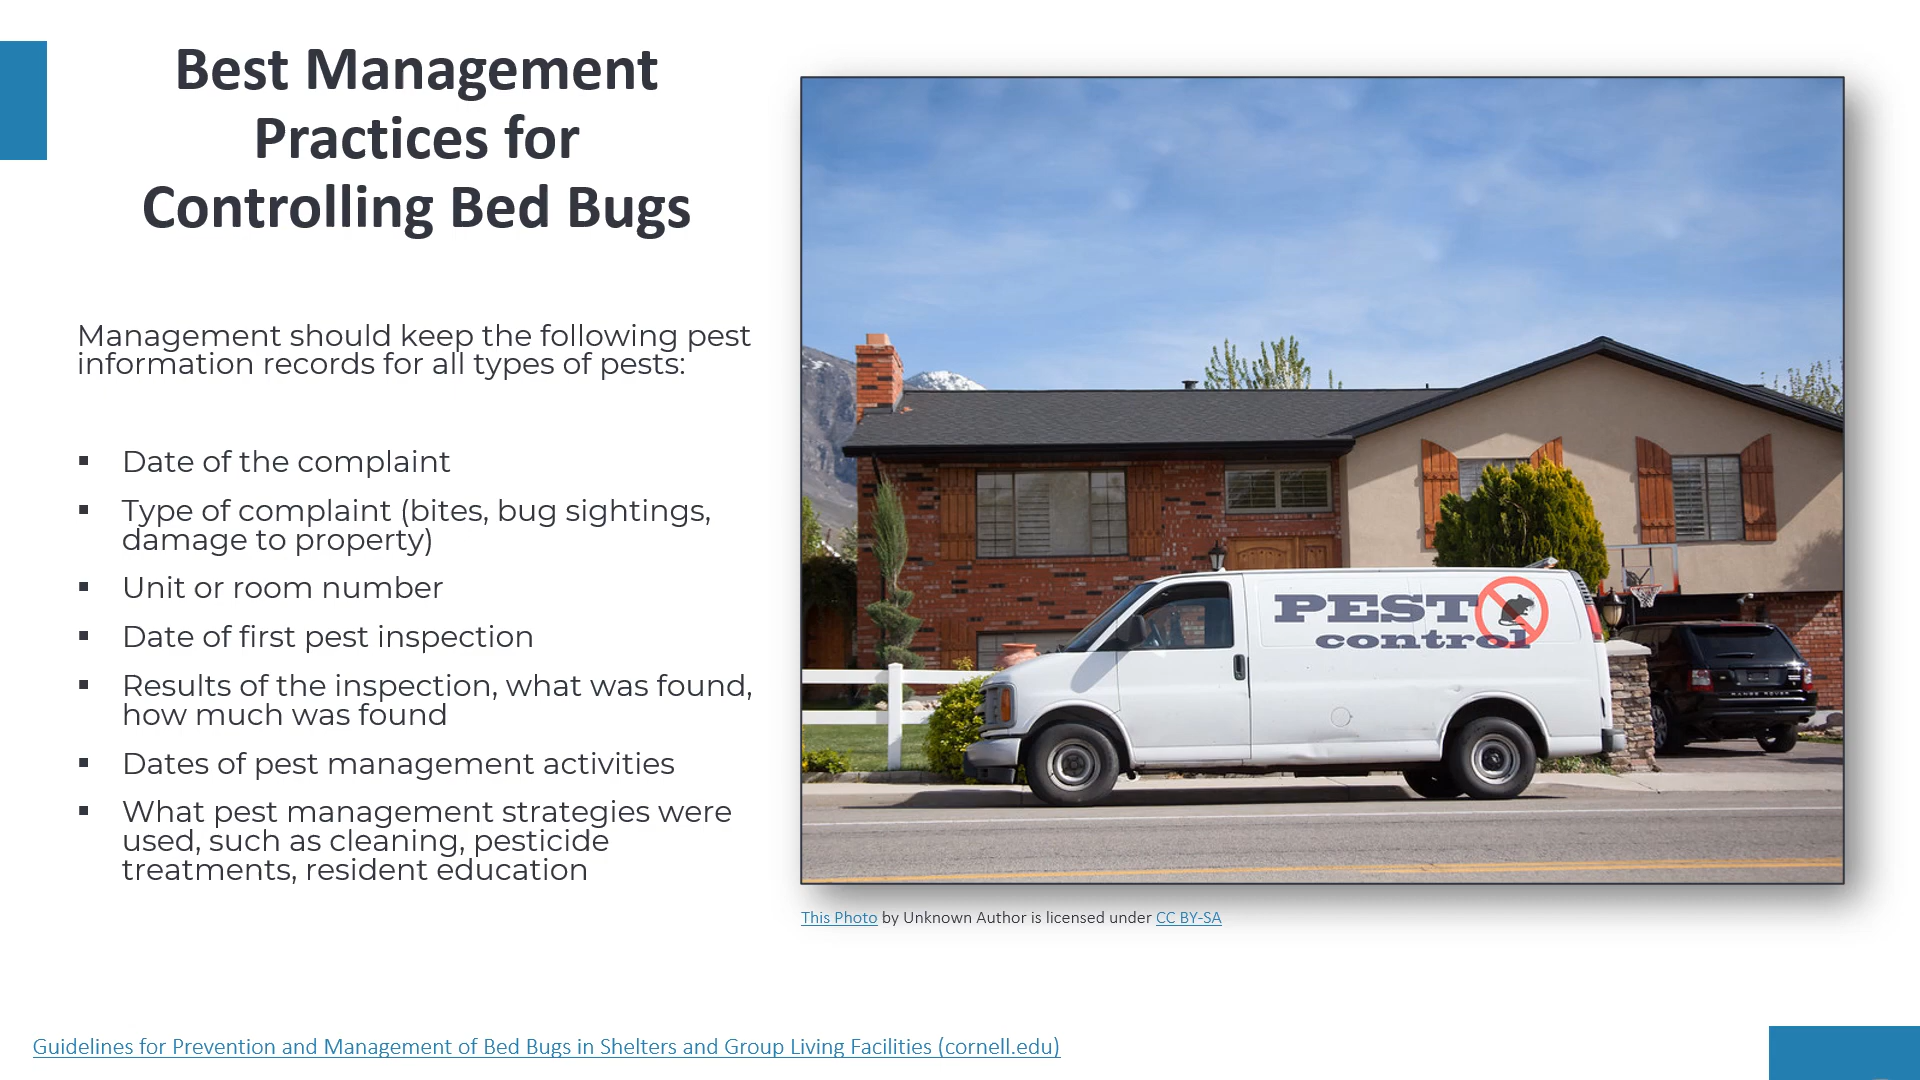 Best Management
Practices for
Controlling Bed Bugs
Management should keep the following pest
information records for all types of pests:
▪ Date of the complaint
▪ Type of complaint (bites, bug sightings,
damage to property)
▪ Unit or room number
▪ Date of first pest inspection
▪ Results of the inspection, what was found,
how much was found
▪ Dates of pest management activities
▪ What pest management strategies were
used, such as cleaning, pesticide
treatments, resident education
PEST
control
RANGE ROVER
This Photo by Unknown Author is licensed under CC BY-SA
Guidelines for Prevention and Management of Bed Bugs in Shelters and Group Living Facilities (cornell.edu)